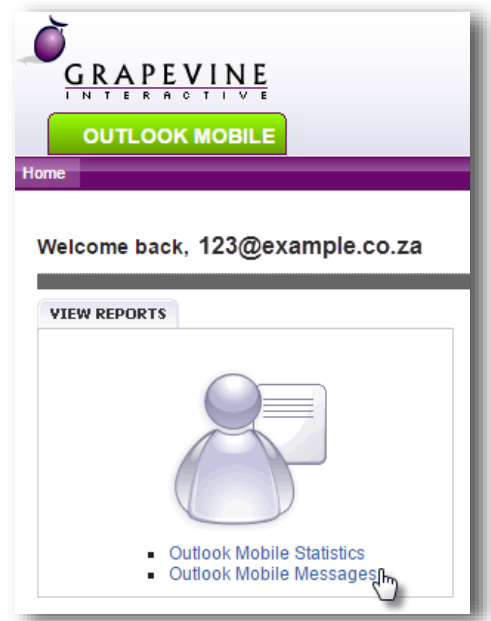 GRAPEVINE
INTERACTIVE
OUTLOOK MOBILE
Home
Welcome back, 123@example.co.za
VIEW REPORTS
Outlook Mobile Statistics
Outlook Mobile Messages